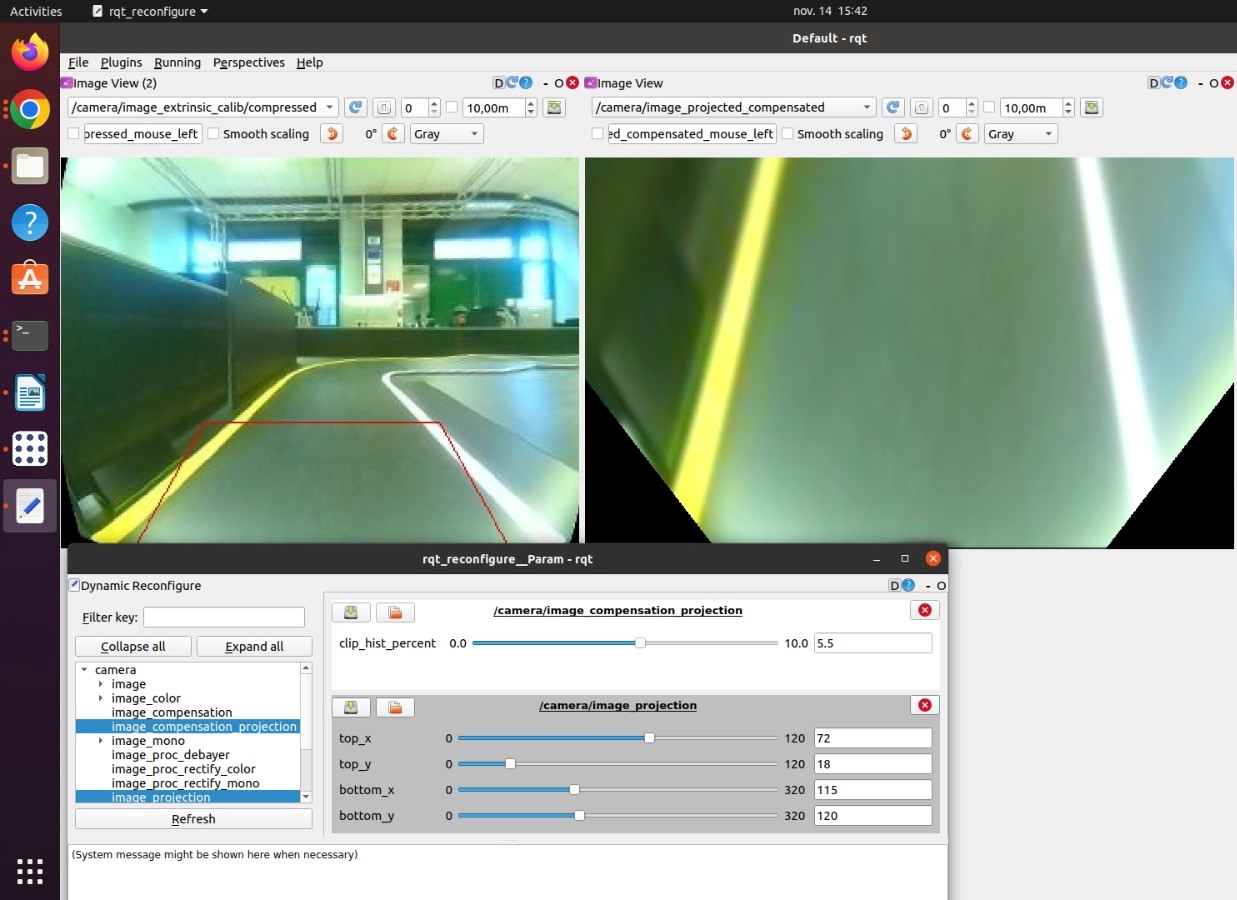 Activities rqt_reconfigure nov. 14 15:42
Default - rqt
File Plugins Running Perspectives Help
Image View (2) D - O
Image View D - O
/camera/image_extrinsic_calib/compressed 0 10,00m
pressed_mouse_left Smooth scaling 0° Gray
/camera/image_projected_compensated 0 10,00m
ed_compensated_mouse_left Smooth scaling 0° Gray
rqt_reconfigure__Param - rqt
Dynamic Reconfigure D - O
Filter key:
Collapse all Expand all
camera
image
image_color
image_compensation
image_compensation_projection
image_mono
image_proc_debayer
image_proc_rectify_color
image_proc_rectify_mono
image_projection
Refresh
/camera/image_compensation_projection
clip_hist_percent 0.0 10.0 5.5
/camera/image_projection
top_x 0 120 72
top_y 0 120 18
bottom_x 0 320 115
bottom_y 0 320 120
(System message might be shown here when necessary)